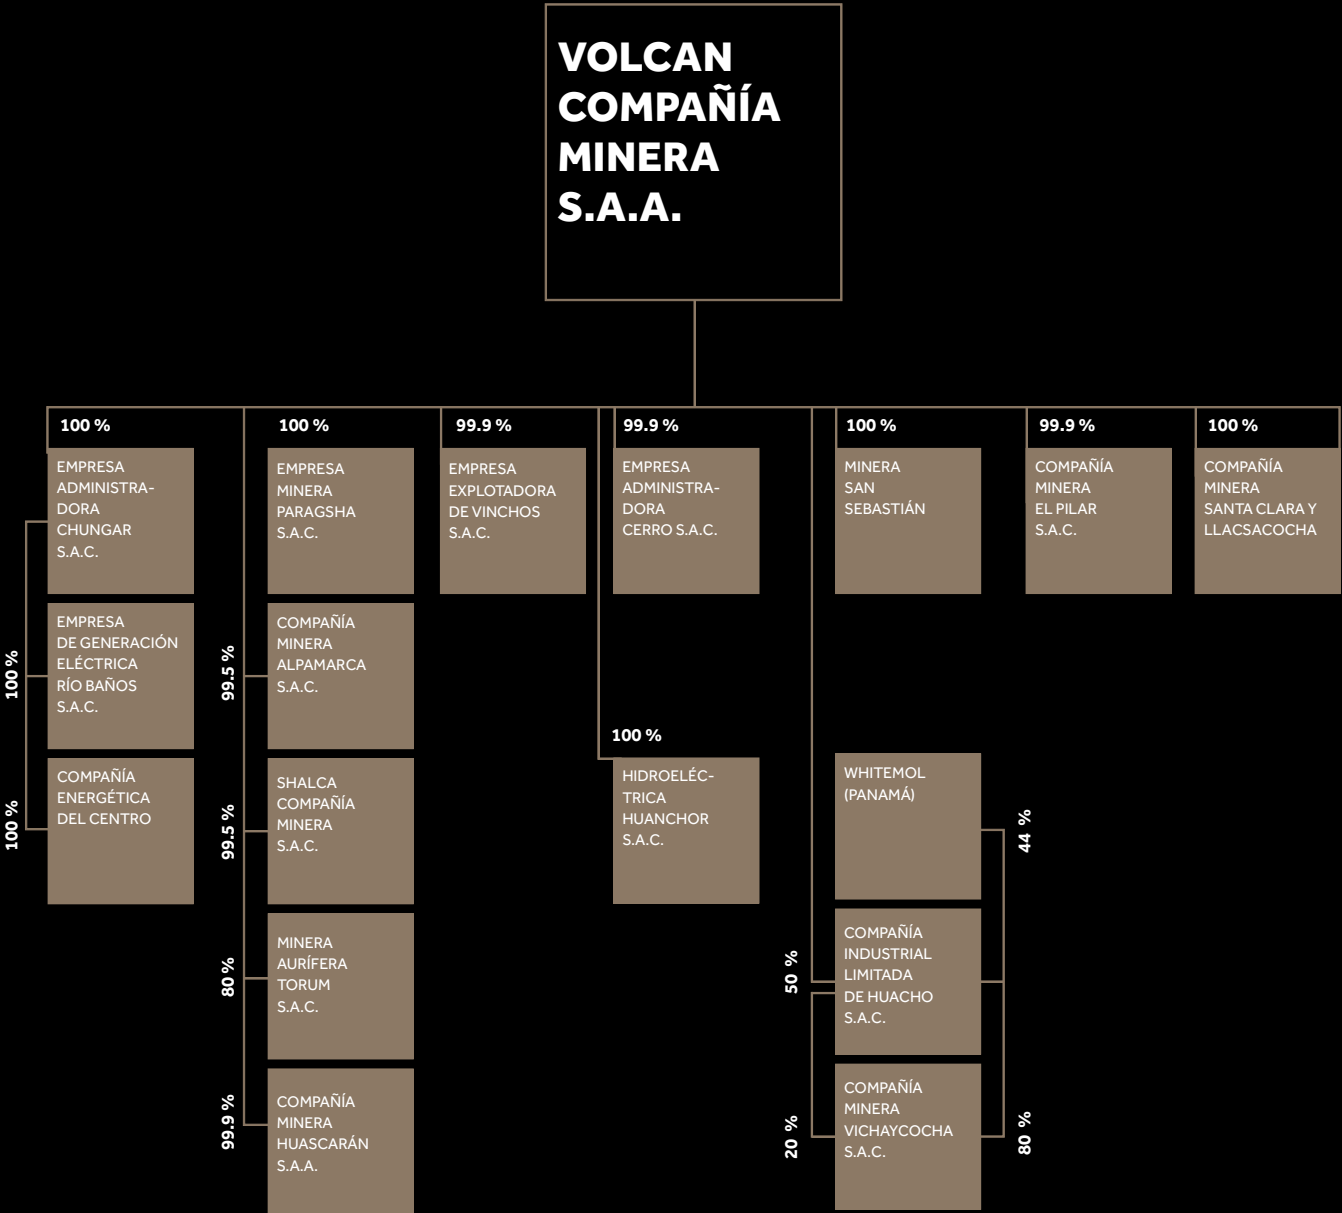 VOLCAN
COMPAÑÍA
MINERA
S.A.A.
100 %
EMPRESA
ADMINISTRA-
DORA
CHUNGAR
S.A.C.
100 %
EMPRESA
DE GENERACIÓN
ELÉCTRICA
RÍO BAÑOS
S.A.C.
100 %
COMPAÑÍA
ENERGÉTICA
DEL CENTRO
100 %
EMPRESA
MINERA
PARAGSHA
S.A.C.
99.5 %
COMPAÑÍA
MINERA
ALPAMARCA
S.A.C.
99.5 %
SHALCA
COMPAÑÍA
MINERA
S.A.C.
80 %
MINERA
AURÍFERA
TORUM
S.A.C.
99.9 %
COMPAÑÍA
MINERA
HUASCARÁN
S.A.A.
99.9 %
EMPRESA
EXPLOTADORA
DE VINCHOS
S.A.C.
99.9 %
EMPRESA
ADMINISTRA-
DORA
CERRO S.A.C.
100 %
HIDROELÉC-
TRICA
HUANCHOR
S.A.C.
100 %
MINERA
SAN
SEBASTIÁN
WHITEMOL
(PANAMÁ)
44 %
50 %
COMPAÑÍA
INDUSTRIAL
LIMITADA
DE HUACHO
S.A.C.
20 %
COMPAÑÍA
MINERA
VICHAYCOCHA
S.A.C.
80 %
99.9 %
COMPAÑÍA
MINERA
EL PILAR
S.A.C.
100 %
COMPAÑÍA
MINERA
SANTA CLARA Y
LLACSACOCHA